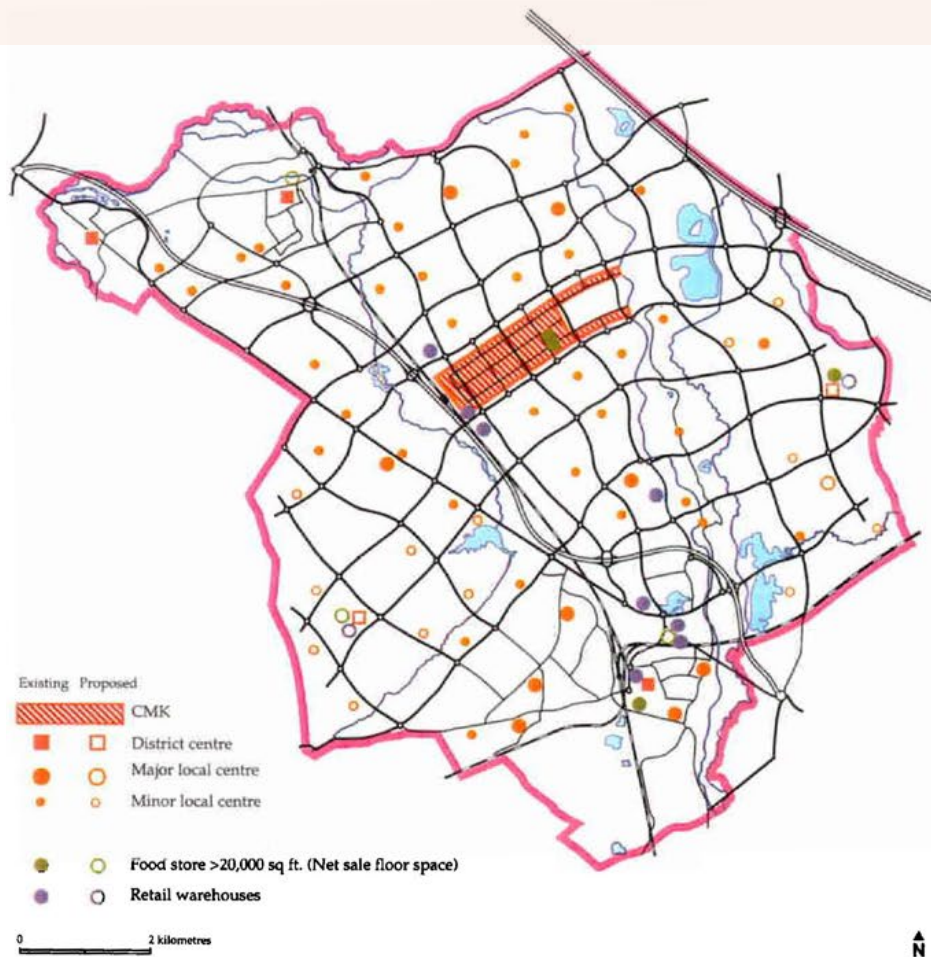 Existing Proposed
CMK
District centre
Major local centre
Minor local centre
Food store >20,000 sq ft. (Net sale floor space)
Retail warehouses
0 2 kilometres
N